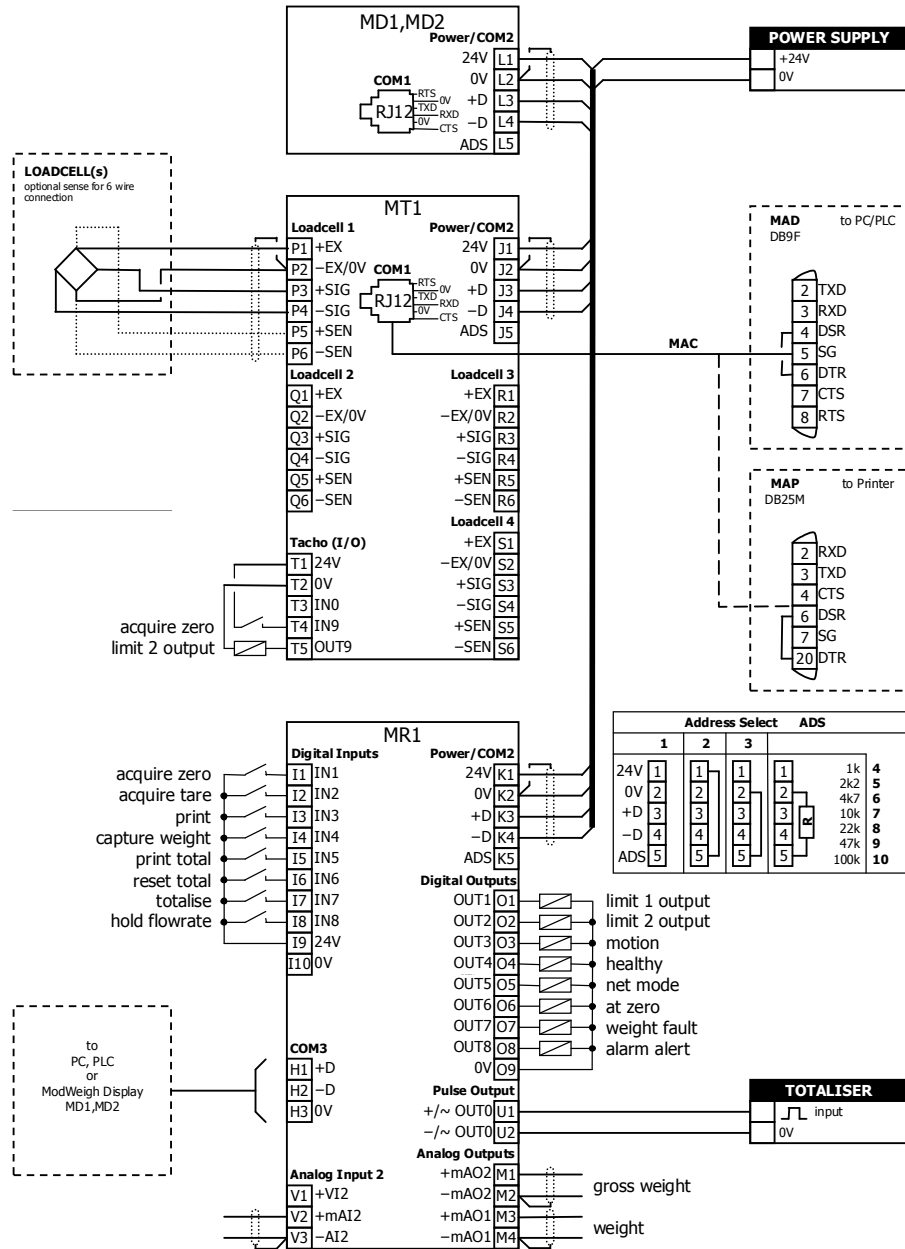 MD1,MD2
Power/COM2
24V L1
0V L2
+D L3
−D L4
ADS L5
COM1
RJ12
RTS
0V
TXD
RXD
0V
CTS
POWER SUPPLY
+24V
0V
LOADCELL(s)
optional sense for 6 wire
connection
MT1
Loadcell 1
P1 +EX
P2 −EX/0V
P3 +SIG
P4 −SIG
P5 +SEN
P6 −SEN
COM1
RJ12
RTS
0V
TXD
RXD
0V
CTS
Power/COM2
24V J1
0V J2
+D J3
−D J4
ADS J5
MAC
Loadcell 2
Q1 +EX
Q2 −EX/0V
Q3 +SIG
Q4 −SIG
Q5 +SEN
Q6 −SEN
Loadcell 3
+EX R1
−EX/0V R2
+SIG R3
−SIG R4
+SEN R5
−SEN R6
Loadcell 4
+EX S1
−EX/0V S2
+SIG S3
−SIG S4
+SEN S5
−SEN S6
Tacho (I/O)
T1 24V
T2 0V
T3 IN0
T4 IN9
T5 OUT9
acquire zero
limit 2 output
MAD to PC/PLC
DB9F
2 TXD
3 RXD
4 DSR
5 SG
6 DTR
7 CTS
8 RTS
MAP to Printer
DB25M
2 RXD
3 TXD
4 CTS
6 DSR
7 SG
20 DTR
MR1
Digital Inputs
acquire zero I1 IN1
acquire tare I2 IN2
print I3 IN3
capture weight I4 IN4
print total I5 IN5
reset total I6 IN6
totalise I7 IN7
hold flowrate I8 IN8
I9 24V
I10 0V
Power/COM2
24V K1
0V K2
+D K3
−D K4
ADS K5
Digital Outputs
OUT1 O1 limit 1 output
OUT2 O2 limit 2 output
OUT3 O3 motion
OUT4 O4 healthy
OUT5 O5 net mode
OUT6 O6 at zero
OUT7 O7 weight fault
OUT8 O8 alarm alert
0V O9
Address Select ADS
1 2 3
24V 1 1 1 1 1k 4
0V 2 2 2 2 2k2 5
+D 3 3 3 3 4k7 6
10k 7
−D 4 4 4 4 22k 8
47k 9
ADS 5 5 5 5 100k 10
R
to
PC, PLC
or
ModWeigh Display
MD1,MD2
COM3
H1 +D
H2 −D
H3 0V
Pulse Output
+/~ OUT0 U1
−/~ OUT0 U2
TOTALISER
input
0V
Analog Outputs
+mAO2 M1
−mAO2 M2
+mAO1 M3
−mAO1 M4
gross weight
weight
Analog Input 2
V1 +VI2
V2 +mAI2
V3 −AI2